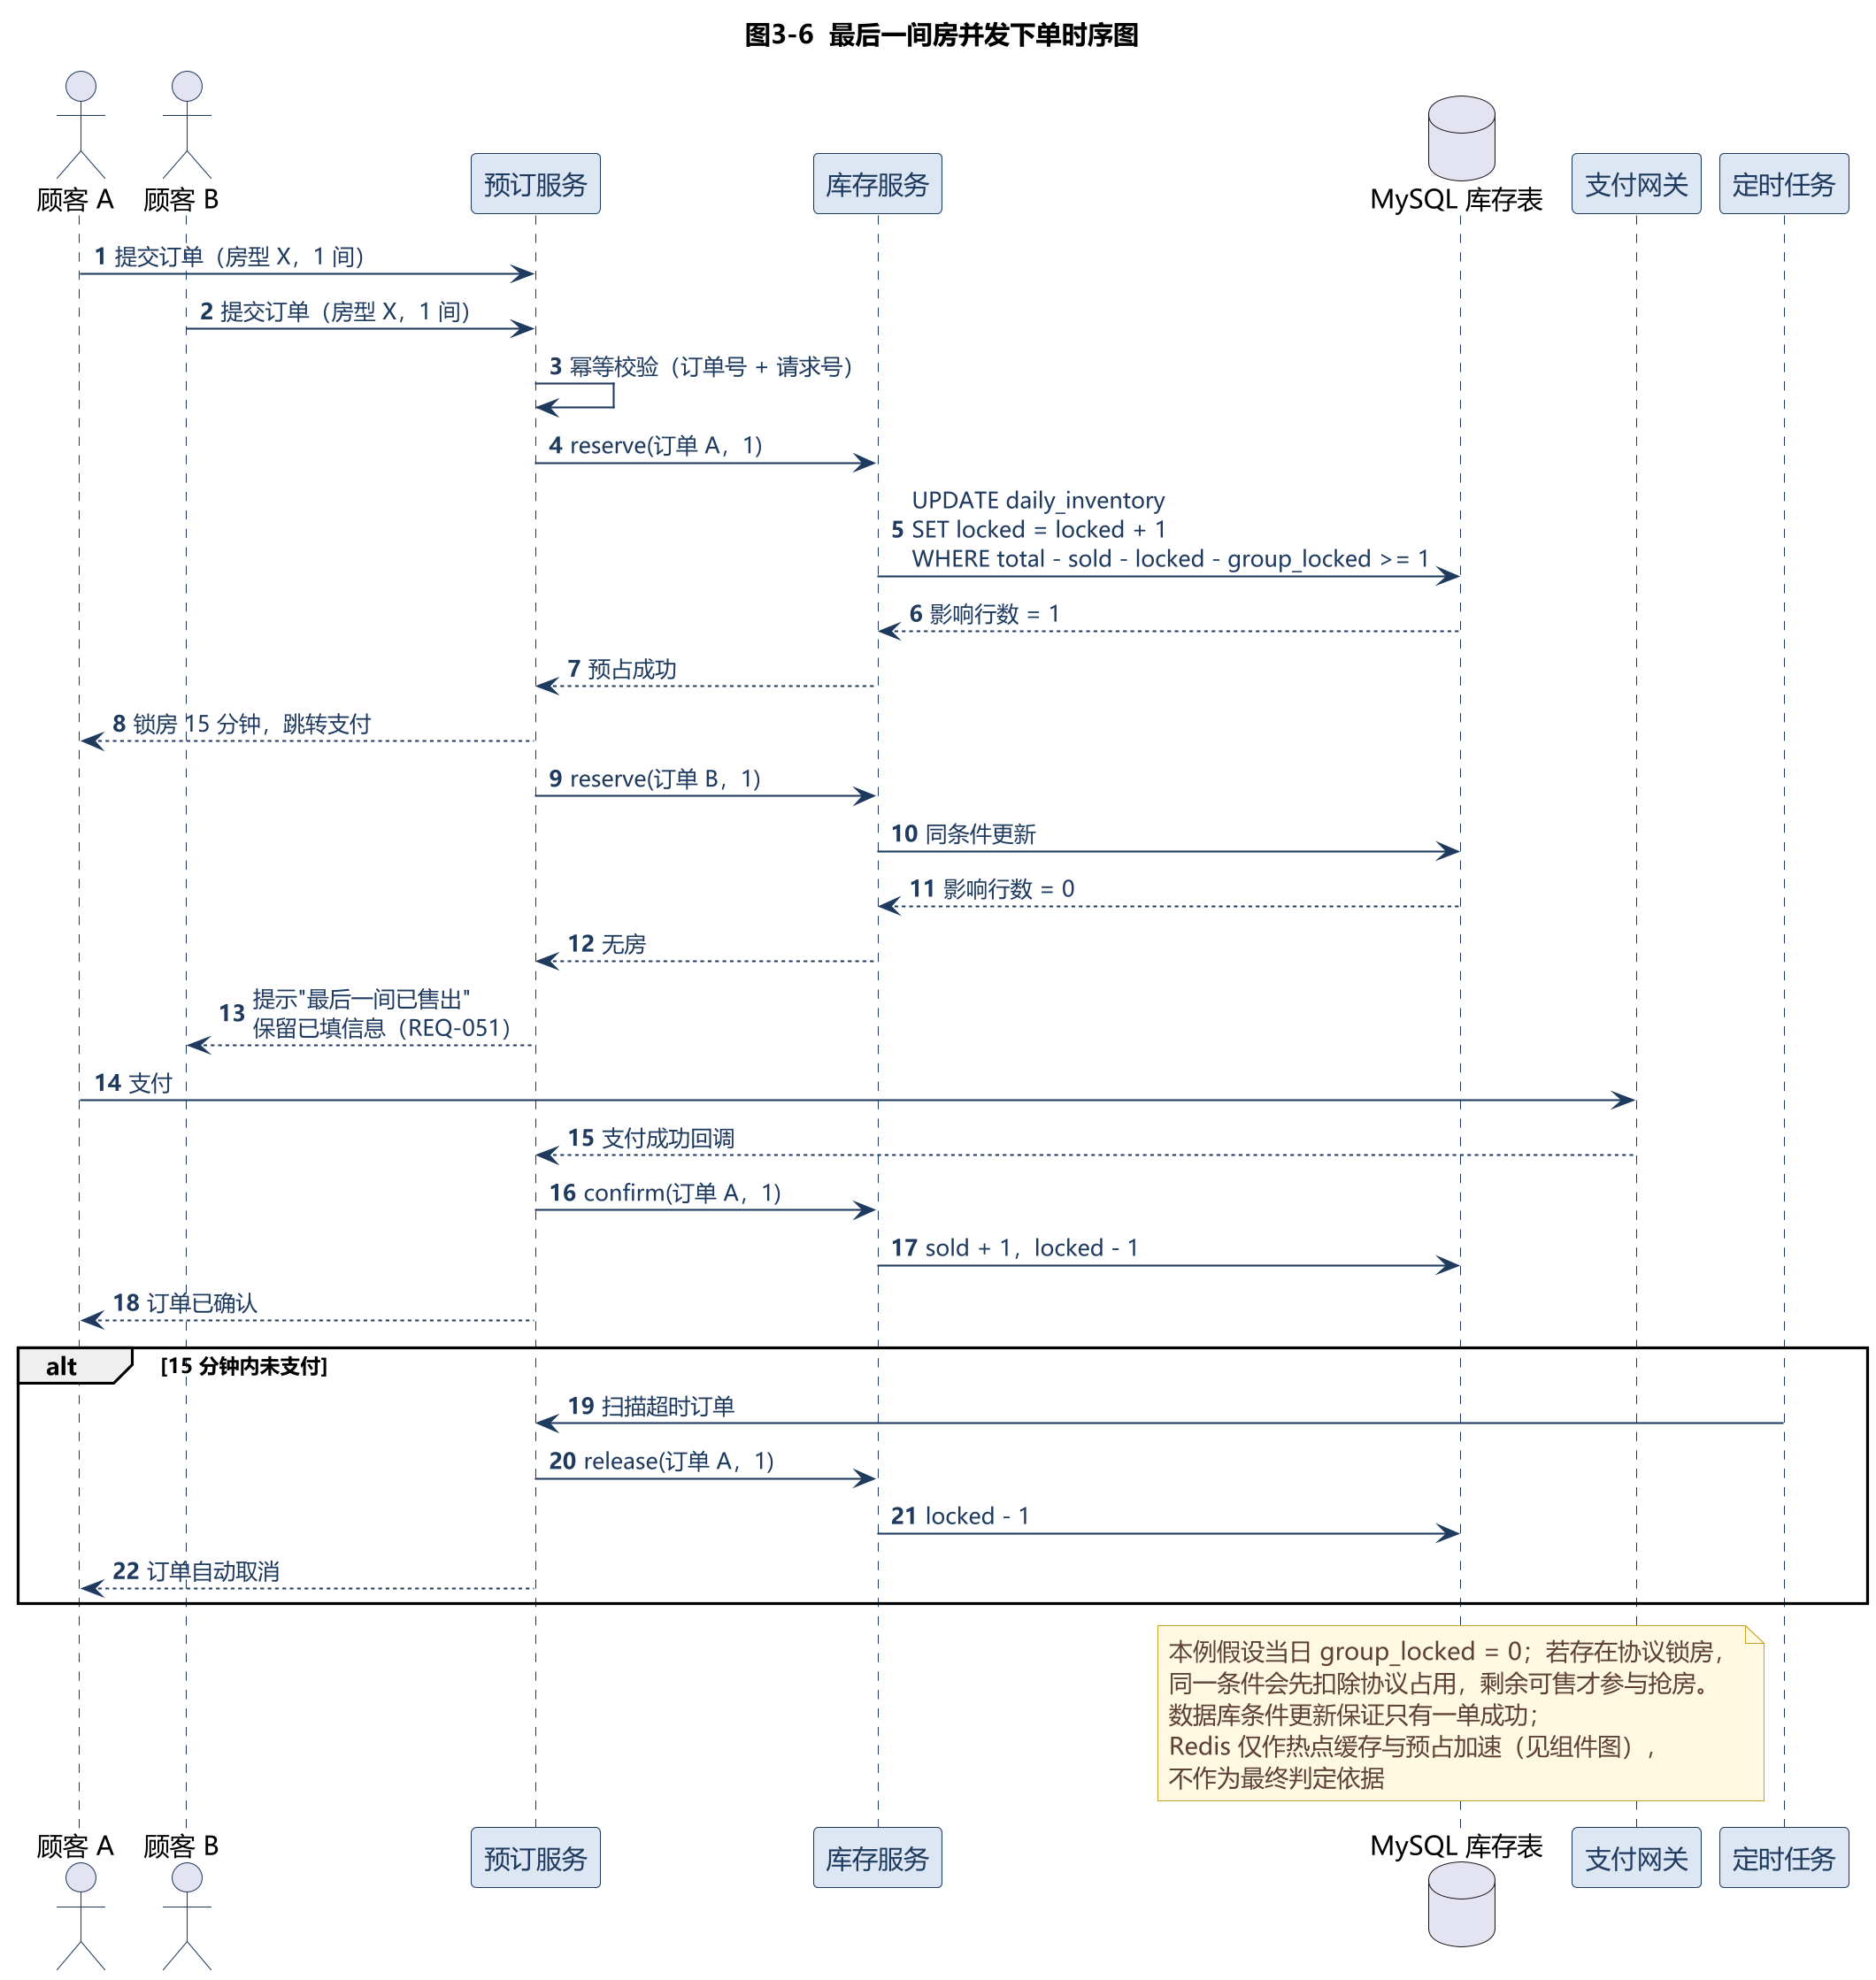 图3-6 最后一间房并发下单时序图
顾客 A
顾客 B
预订服务
库存服务
MySQL 库存表
支付网关
定时任务
1 提交订单（房型 X，1 间）
2 提交订单（房型 X，1 间）
3 幂等校验（订单号 + 请求号）
4 reserve(订单 A，1)
UPDATE daily_inventory
5 SET locked = locked + 1
WHERE total - sold - locked - group_locked >= 1
6 影响行数 = 1
7 预占成功
8 锁房 15 分钟，跳转支付
9 reserve(订单 B，1)
10 同条件更新
11 影响行数 = 0
12 无房
13 提示"最后一间已售出"
保留已填信息（REQ-051）
14 支付
15 支付成功回调
16 confirm(订单 A，1)
17 sold + 1，locked - 1
18 订单已确认
alt [15 分钟内未支付]
19 扫描超时订单
20 release(订单 A，1)
21 locked - 1
22 订单自动取消
本例假设当日 group_locked = 0；若存在协议锁房，
同一条件会先扣除协议占用，剩余可售才参与抢房。
数据库条件更新保证只有一单成功；
Redis 仅作热点缓存与预占加速（见组件图），
不作为最终判定依据
顾客 A
顾客 B
预订服务
库存服务
MySQL 库存表
支付网关
定时任务